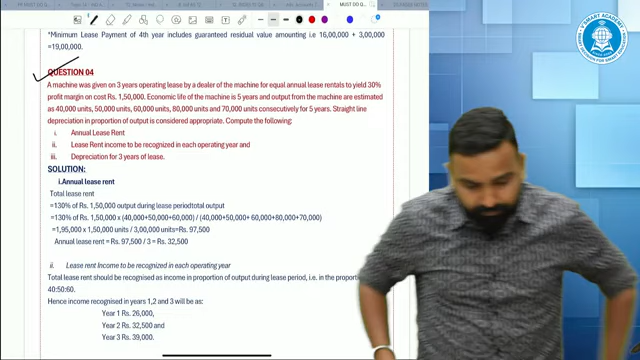 *Minimum Lease Payment of 4th year includes guaranteed residual value amounting i.e 16,00,000 + 3,00,000
=19,00,000.
QUESTION 04
A machine was given on 3 years operating lease by a dealer of the machine for equal annual lease rentals to yield 30%
profit margin on cost Rs. 1,50,000. Economic life of the machine is 5 years and output from the machine are estimated
as 40,000 units, 50,000 units, 60,000 units, 80,000 units and 70,000 units consecutively for 5 years. Straight line
depreciation in proportion of output is considered appropriate. Compute the following:
i. Annual Lease Rent
ii. Lease Rent income to be recognized in each operating year and
iii. Depreciation for 3 years of lease.
SOLUTION:
i.Annual lease rent
Total lease rent
=130% of Rs. 1,50,000 output during lease periodtotal output
=130% of Rs. 1,50,000 x (40,000+50,000+60,000) / (40,000+50,000+ 60,000+80,000+70,000)
=1,95,000 x 1,50,000 units / 3,00,000 units=Rs. 97,500
Annual lease rent = Rs. 97,500 / 3 = Rs. 32,500
ii. Lease rent Income to be recognized in each operating year
Total lease rent should be recognised as income in proportion of output during lease period, i.e. in the proportion
40:50:60.
Hence income recognised in years 1,2 and 3 will be as:
Year 1 Rs. 26,000,
Year 2 Rs. 32,500 and
Year 3 Rs. 39,000.
V'SMART ACADEMY